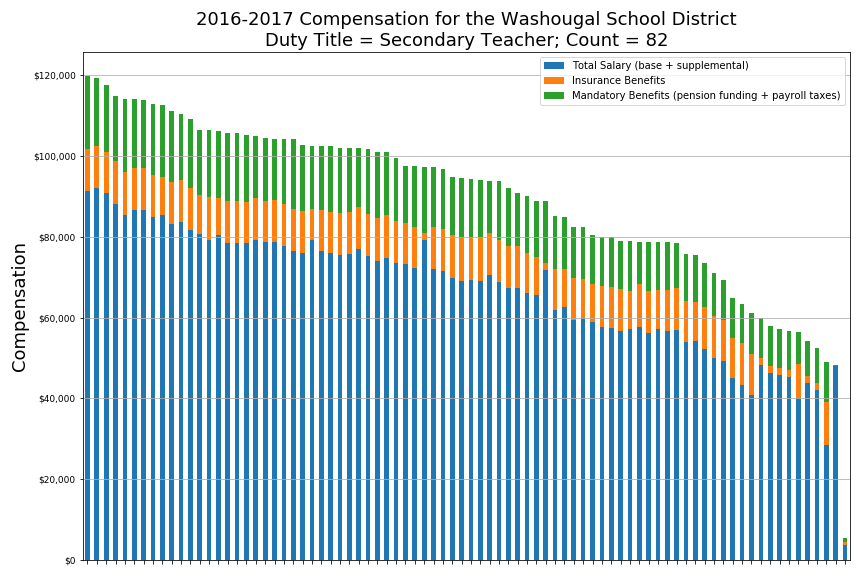 2016-2017 Compensation for the Washougal School District
Duty Title = Secondary Teacher; Count = 82
Total Salary (base + supplemental)
Insurance Benefits
Mandatory Benefits (pension funding + payroll taxes)
Compensation
$120,000
$100,000
$80,000
$60,000
$40,000
$20,000
$0